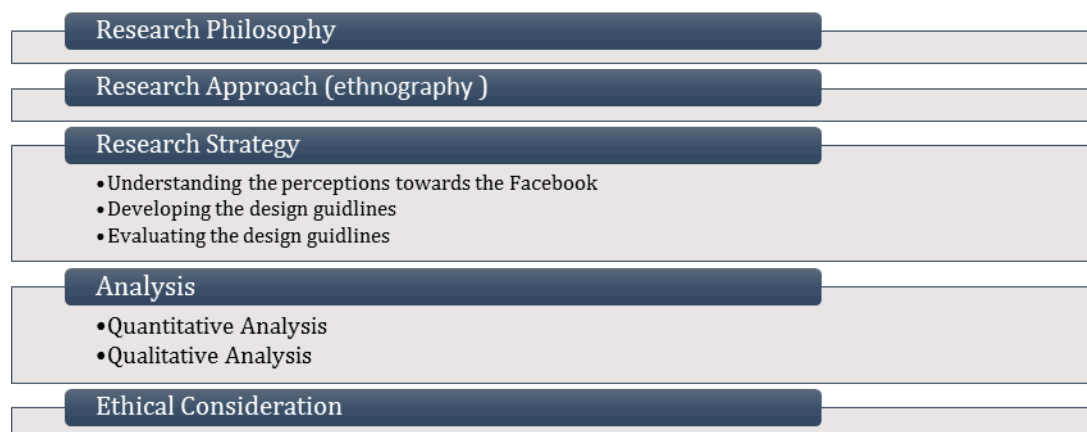 Research Philosophy
Research Approach (ethnography )
Research Strategy
•Understanding the perceptions towards the Facebook
•Developing the design guidlines
•Evaluating the design guidlines
Analysis
•Quantitative Analysis
•Qualitative Analysis
Ethical Consideration